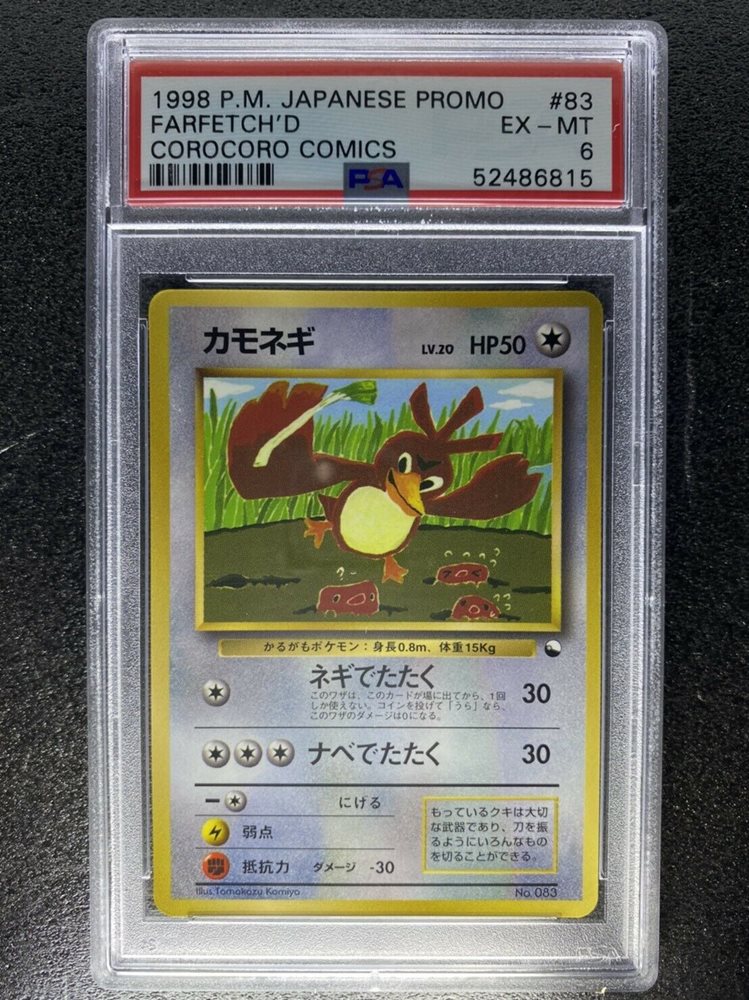 1998 P.M. JAPANESE PROMO #83
FARFETCH'D EX - MT
COROCORO COMICS 6
PSA 52486815
カモネギ LV.20 HP50
かるがもポケモン：身長0.8m、体重15Kg
ネギでたたく 30
このワザは、このカードが場に出てから、1回
しか使えない。コインを投げて「うら」なら、
このワザのダメージは0になる。
ナベでたたく 30
にげる
弱点
抵抗力 ダメージ -30
もっているクキは大切
な武器であり、刀を振
るようにいろんなもの
を切ることができる。
Illus.Tomokazu Komiya No. 083